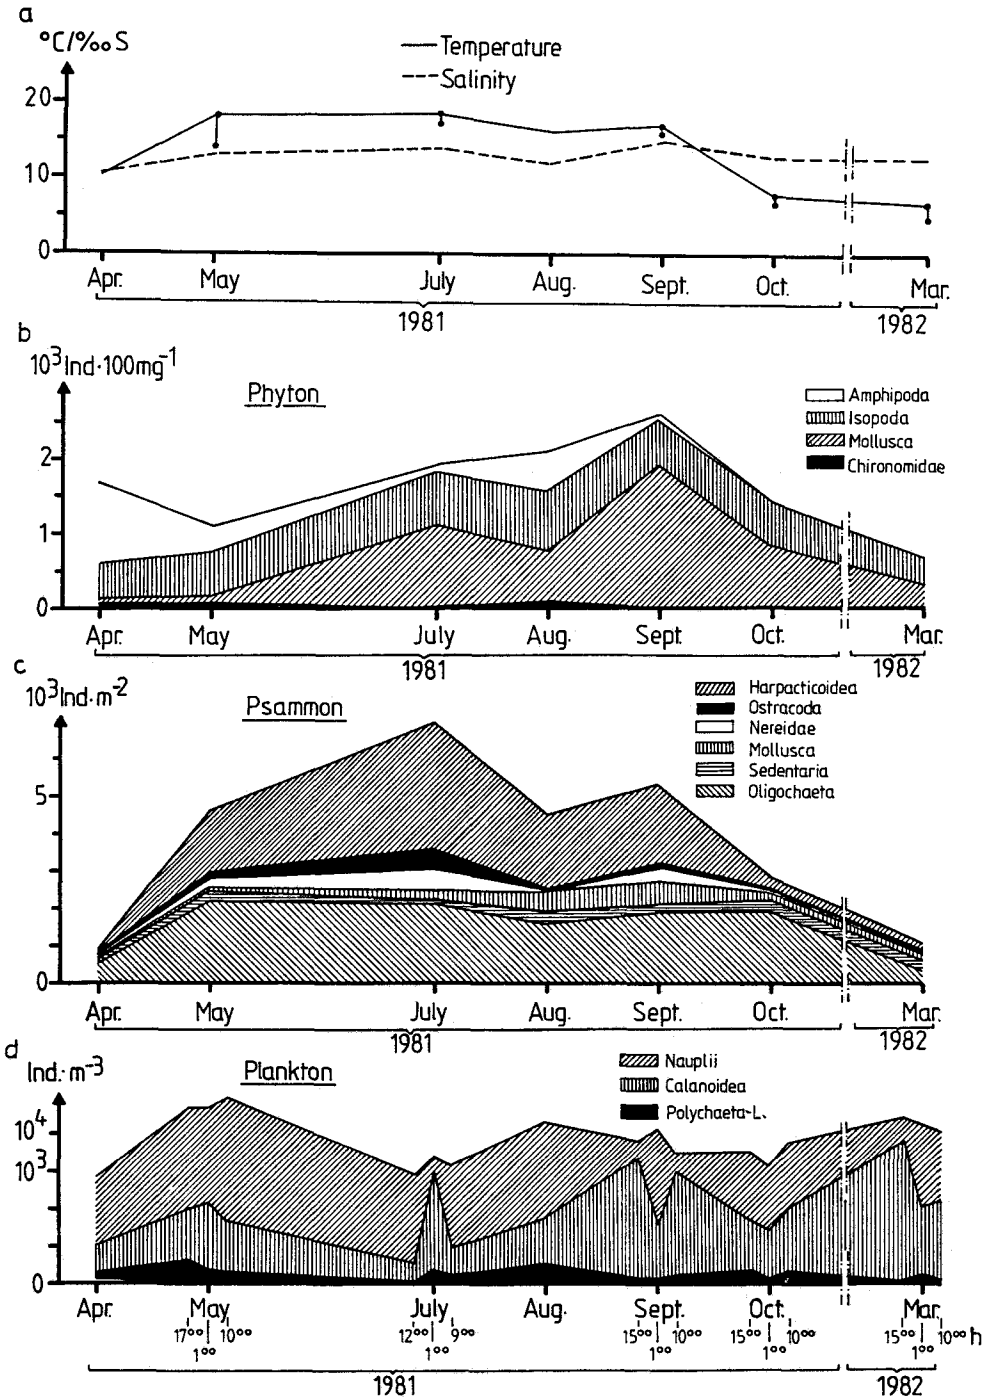 a
°C/‰S
Temperature
Salinity
20
10
0
Apr. May July Aug. Sept. Oct. Mar.
1981 1982
b
10³ Ind·100mg⁻¹
Phyton
Amphipoda
Isopoda
Mollusca
Chironomidae
2
1
0
Apr. May July Aug. Sept. Oct. Mar.
1981 1982
c
10³ Ind·m⁻²
Psammon
Harpacticoidea
Ostracoda
Nereidae
Mollusca
Sedentaria
Oligochaeta
5
0
Apr. May July Aug. Sept. Oct. Mar.
1981 1982
d
Ind.·m⁻³
Plankton
Nauplii
Calanoidea
Polychaeta-L.
10⁴
10³
0
Apr. May July Aug. Sept. Oct. Mar.
17⁰⁰ 10⁰⁰ 12⁰⁰ 9⁰⁰ 15⁰⁰ 10⁰⁰ 15⁰⁰ 10⁰⁰ 15⁰⁰ 10⁰⁰ h
1⁰⁰ 1⁰⁰ 1⁰⁰ 1⁰⁰ 1⁰⁰
1981 1982